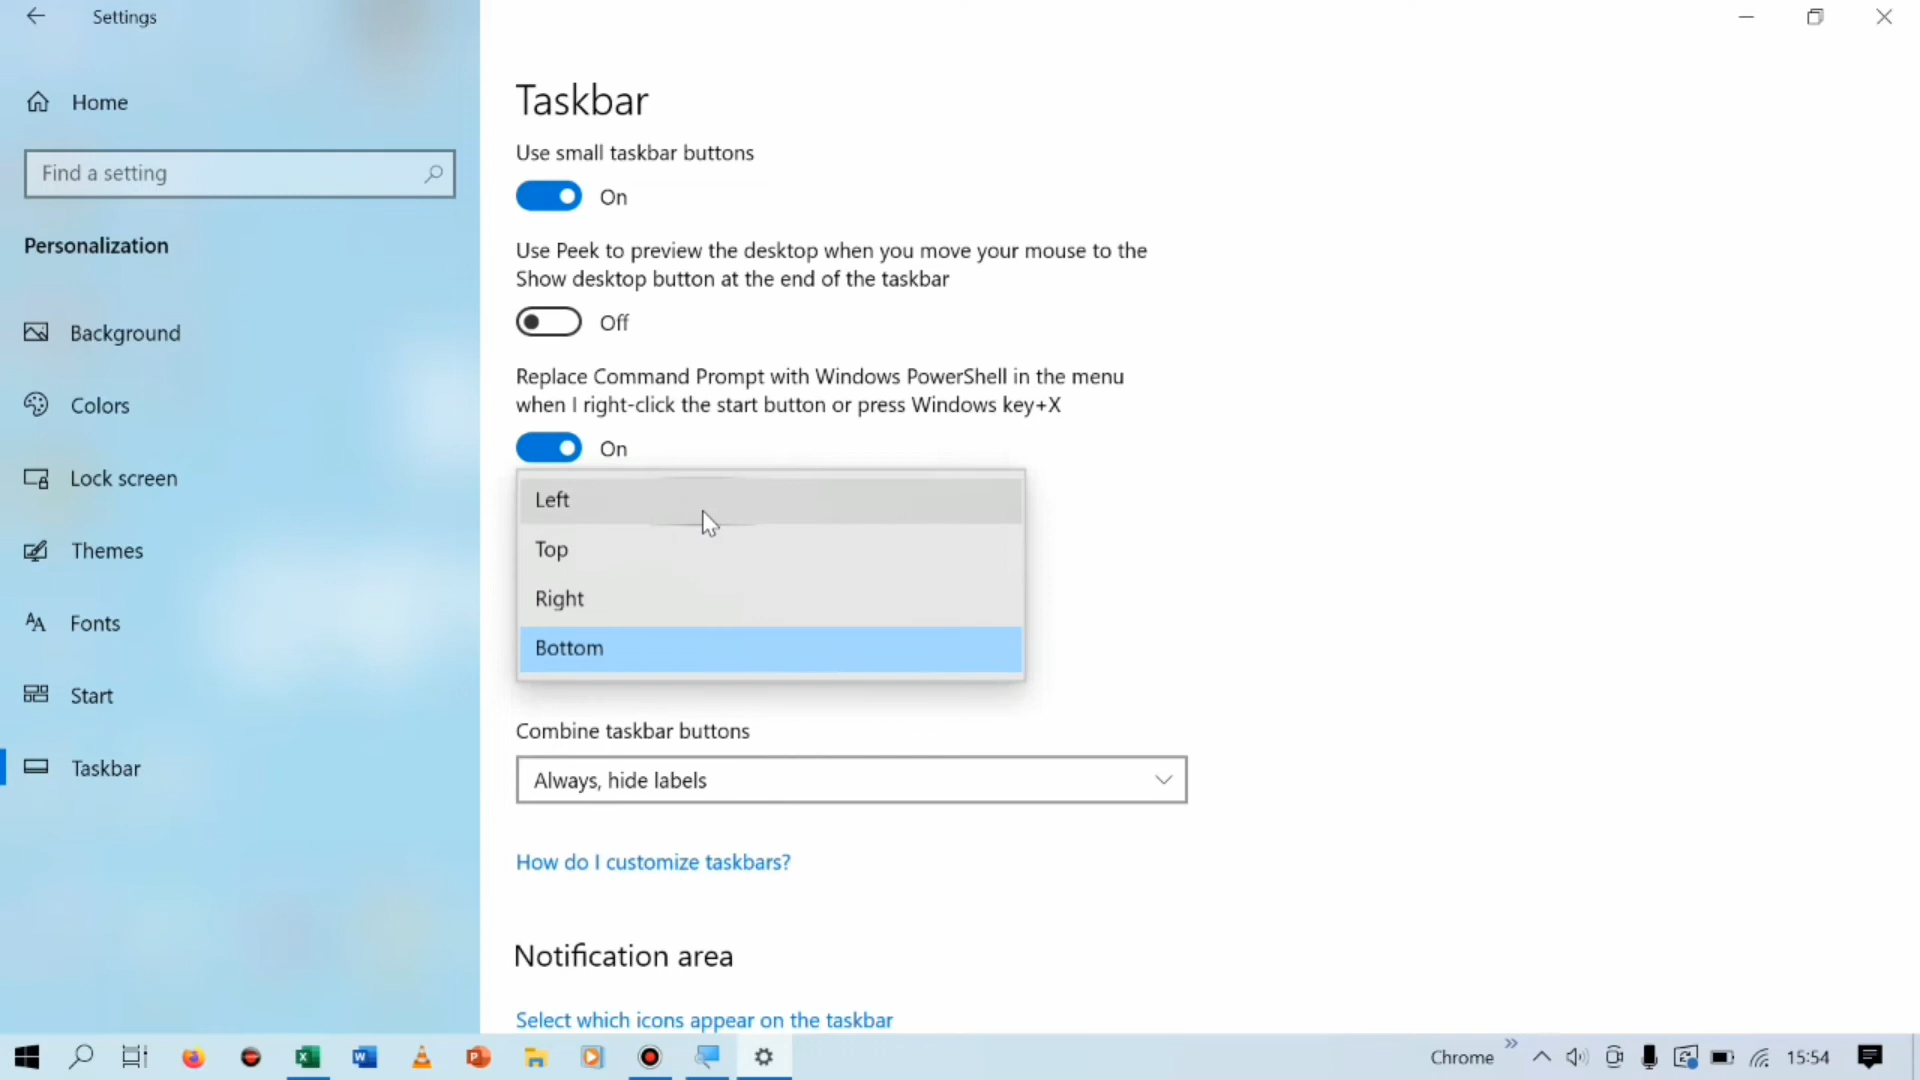 Settings
Home
Find a setting
Personalization
Background
Colors
Lock screen
Themes
Fonts
Start
Taskbar
Taskbar
Use small taskbar buttons
On
Use Peek to preview the desktop when you move your mouse to the
Show desktop button at the end of the taskbar
Off
Replace Command Prompt with Windows PowerShell in the menu
when I right-click the start button or press Windows key+X
On
Left
Top
Right
Bottom
Combine taskbar buttons
Always, hide labels
How do I customize taskbars?
Notification area
Select which icons appear on the taskbar
Chrome
15:54